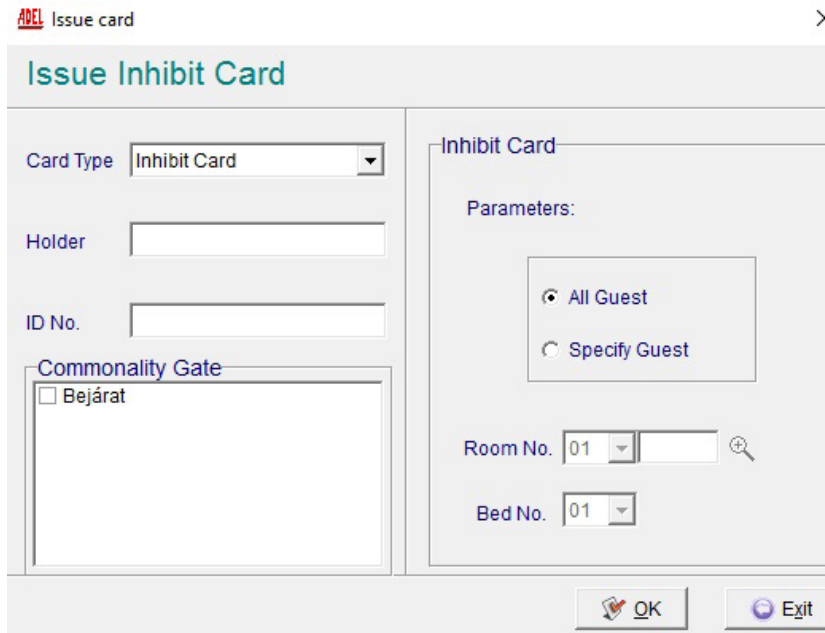 ADEL Issue card
Issue Inhibit Card
Card Type Inhibit Card
Holder
ID No.
Commonality Gate
Bejárat
Inhibit Card
Parameters:
All Guest
Specify Guest
Room No. 01
Bed No. 01
OK Exit